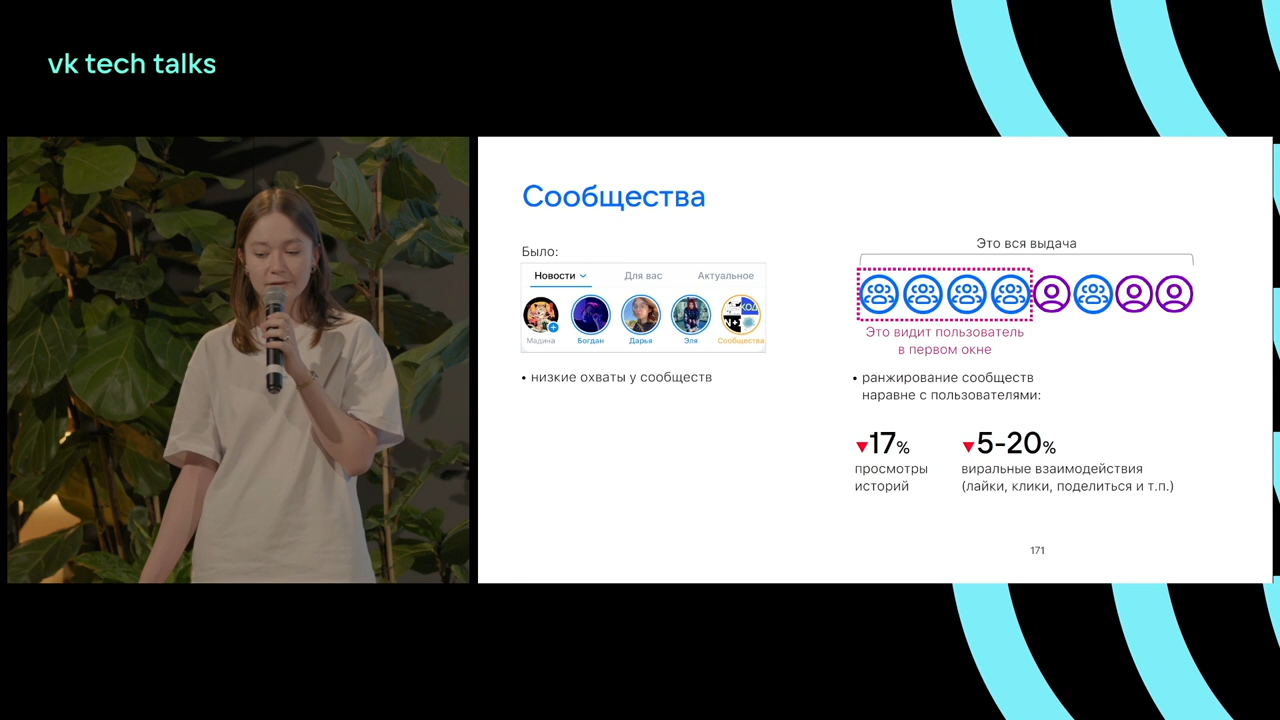 vk tech talks
Сообщества
Было:
Новости
Для вас
Актуальное
Мадина
Богдан
Дарья
Эля
КОД
N+1
Сообщества
• низкие охваты у сообществ
Это вся выдача
Это видит пользователь
в первом окне
• ранжирование сообществ
наравне с пользователями:
17%
просмотры
историй
5-20%
виральные взаимодействия
(лайки, клики, поделиться и т.п.)
171